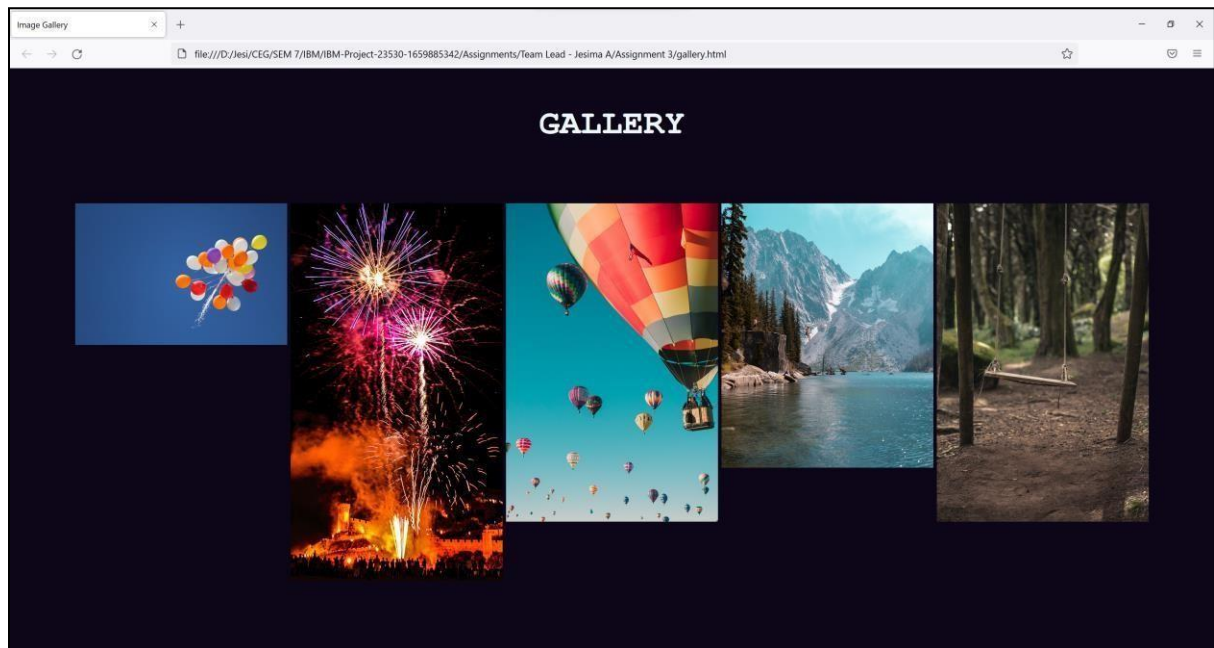 Image Gallery
file:///D:/Jesi/CEG/SEM 7/IBM/IBM-Project-23530-1659885342/Assignments/Team Lead - Jesima A/Assignment 3/gallery.html
GALLERY